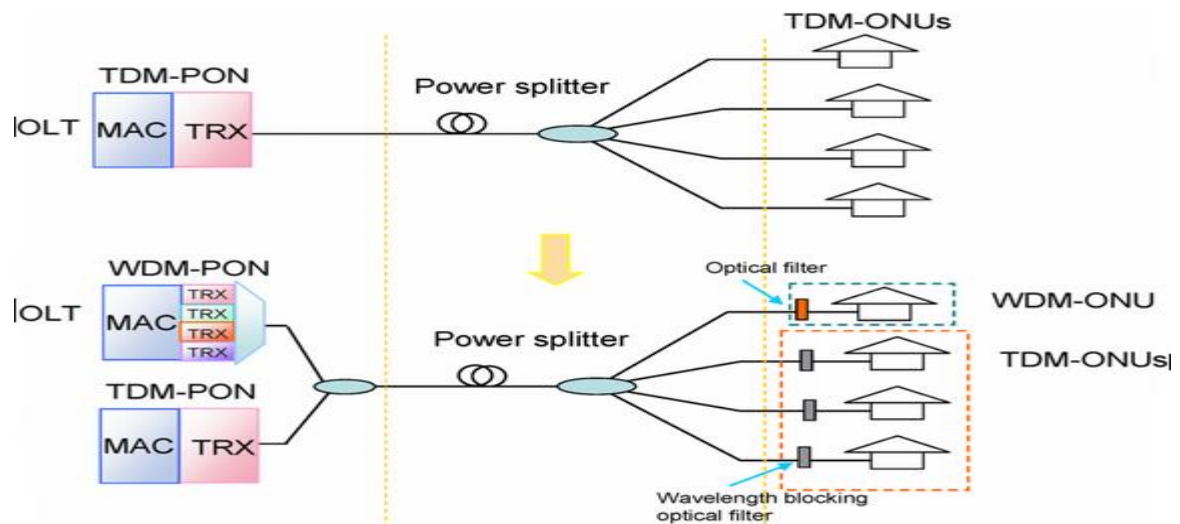 TDM-ONUs
TDM-PON
Power splitter
|OLT
MAC
TRX
WDM-PON
Optical filter
|OLT
MAC
TRX
TRX
TRX
TRX
WDM-ONU
Power splitter
TDM-ONUs|
TDM-PON
MAC
TRX
Wavelength blocking
optical filter